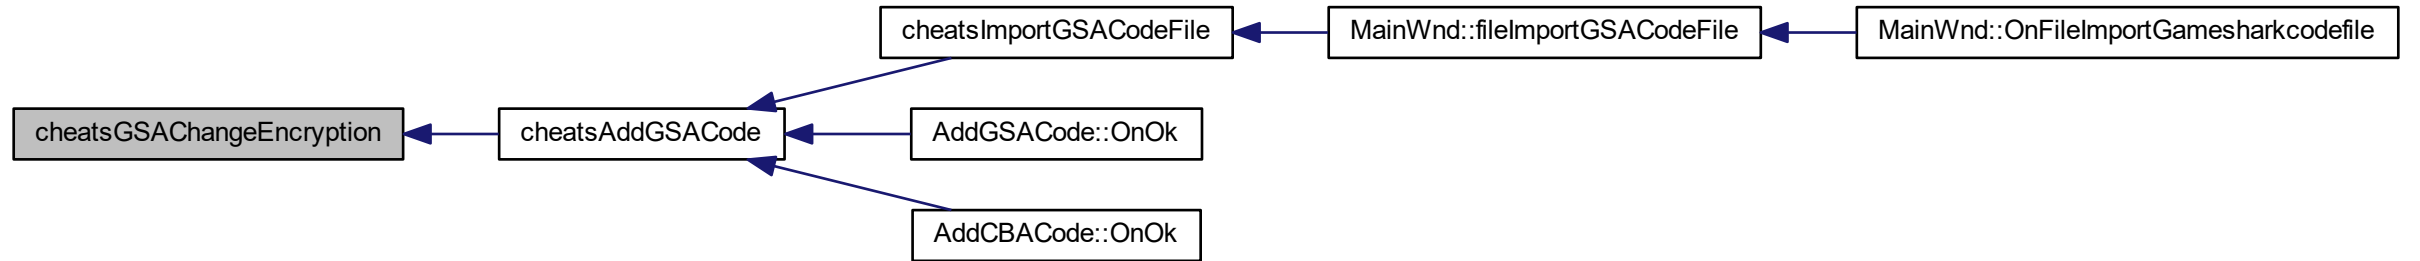 cheatsImportGSACodeFile
MainWnd::fileImportGSACodeFile
MainWnd::OnFileImportGamesharkcodefile
cheatsGSAChangeEncryption
cheatsAddGSACode
AddGSACode::OnOk
AddCBACode::OnOk